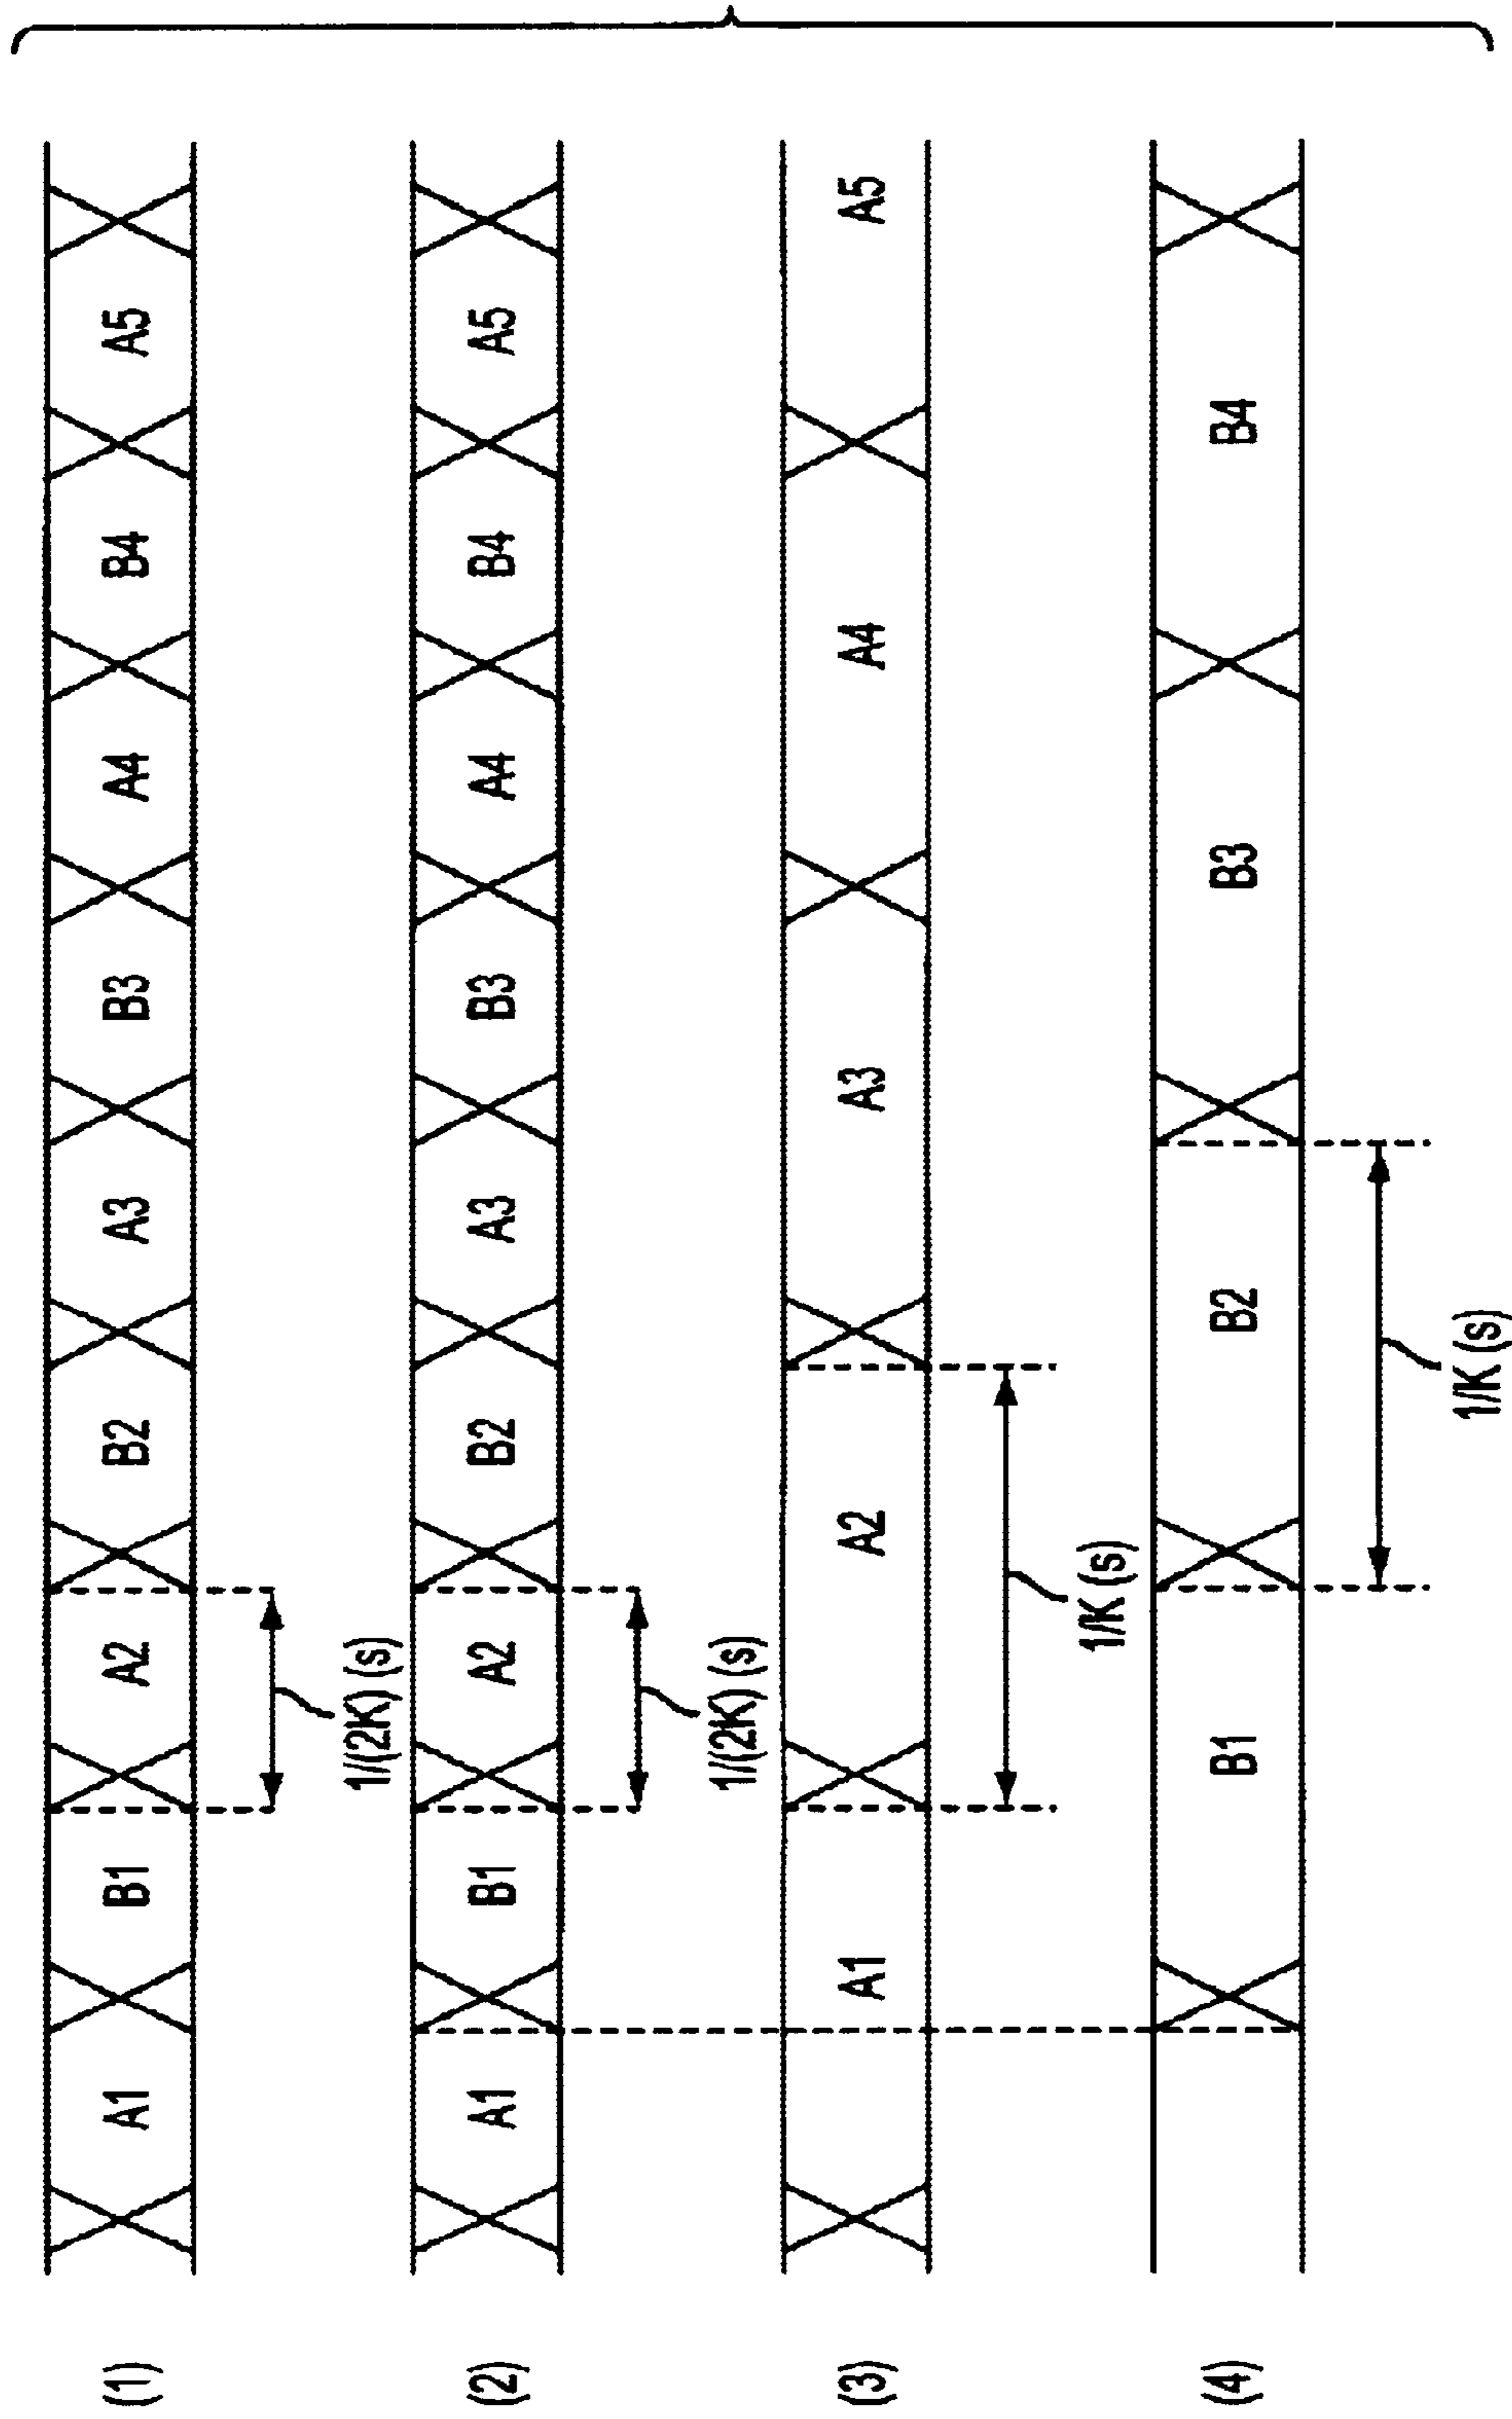 (1) A1 B1 A2 B2 A3 B3 A4 B4 A5
1/(2K) (s)
(2) A1 B1 A2 B2 A3 B3 A4 B4 A5
1/(2K) (s)
(3) A1 A2 A3 A4 A5
1/K (s)
(4) B1 B2 B3 B4
1/K (s)